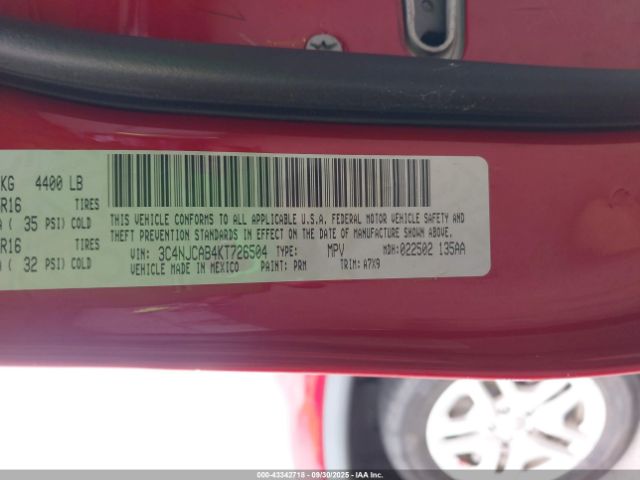 KG 4400 LB
R16 TIRES
( 35 PSI) COLD
R16 TIRES
( 32 PSI) COLD
THIS VEHICLE CONFORMS TO ALL APPLICABLE U.S.A. FEDERAL MOTOR VEHICLE SAFETY AND
THEFT PREVENTION STANDARDS IN EFFECT ON THE DATE OF MANUFACTURE SHOWN ABOVE.
VIN: 3C4NJCAB4KT726504 TYPE: MPV MDH:022502 135AA
VEHICLE MADE IN MEXICO PAINT: PRM TRIM: A7X9
000-43342718 - 09/30/2025 - IAAI, Inc.